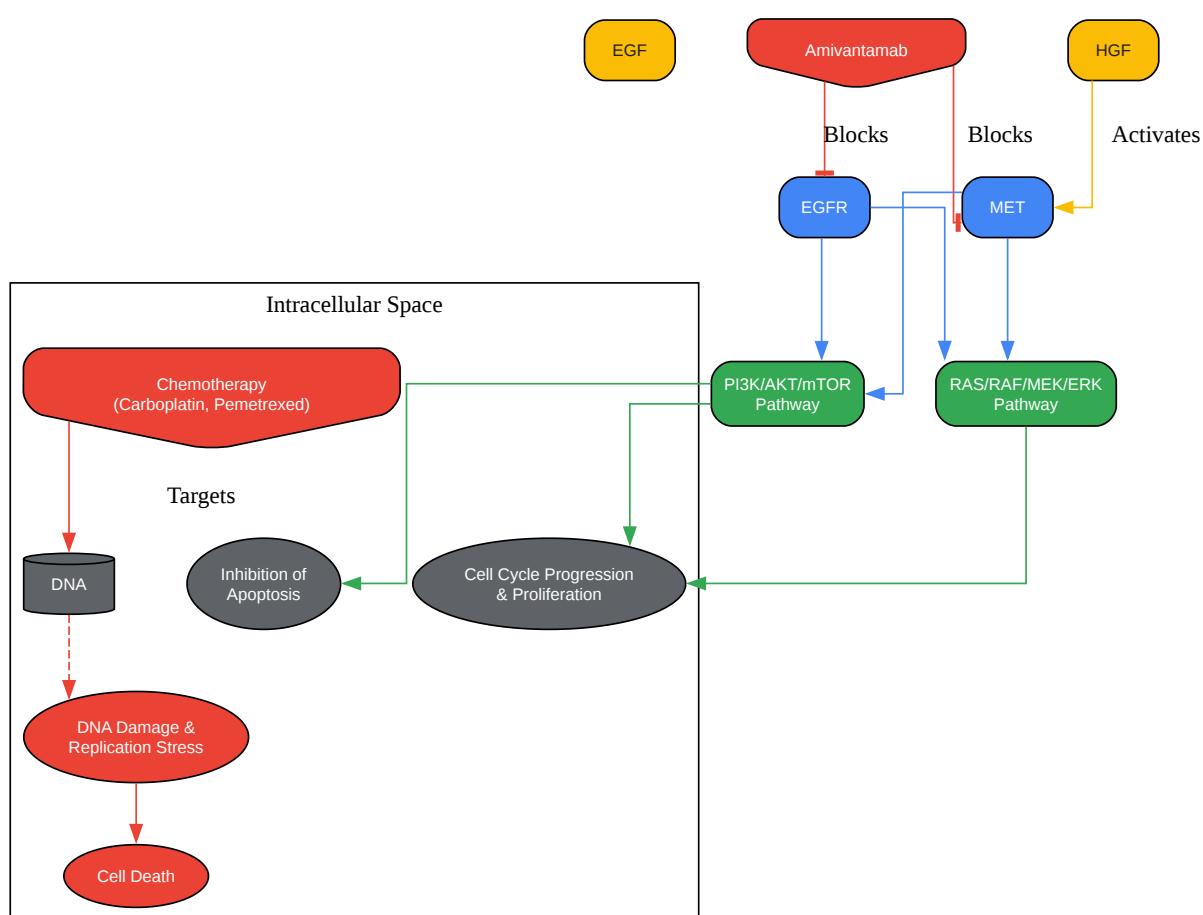 EGF
Amivantamab
HGF
Blocks
Blocks
Activates
EGFR
MET
Intracellular Space
Chemotherapy
(Carboplatin, Pemetrexed)
PI3K/AKT/mTOR
Pathway
RAS/RAF/MEK/ERK
Pathway
Targets
DNA
Inhibition of
Apoptosis
Cell Cycle Progression
& Proliferation
DNA Damage &
Replication Stress
Cell Death